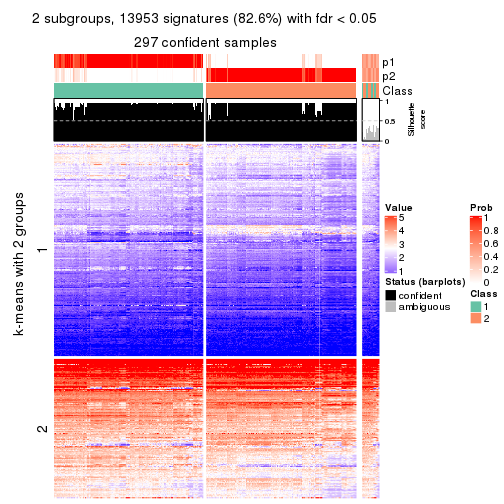 2 subgroups, 13953 signatures (82.6%) with fdr < 0.05
297 confident samples
p1
p2
Class
1
0.5
0
Silhouette
score
k-means with 2 groups
1
2
Value
5
4
3
2
1
Status (barplots)
confident
ambiguous
Prob
1
0.8
0.6
0.4
0.2
0
Class
1
2